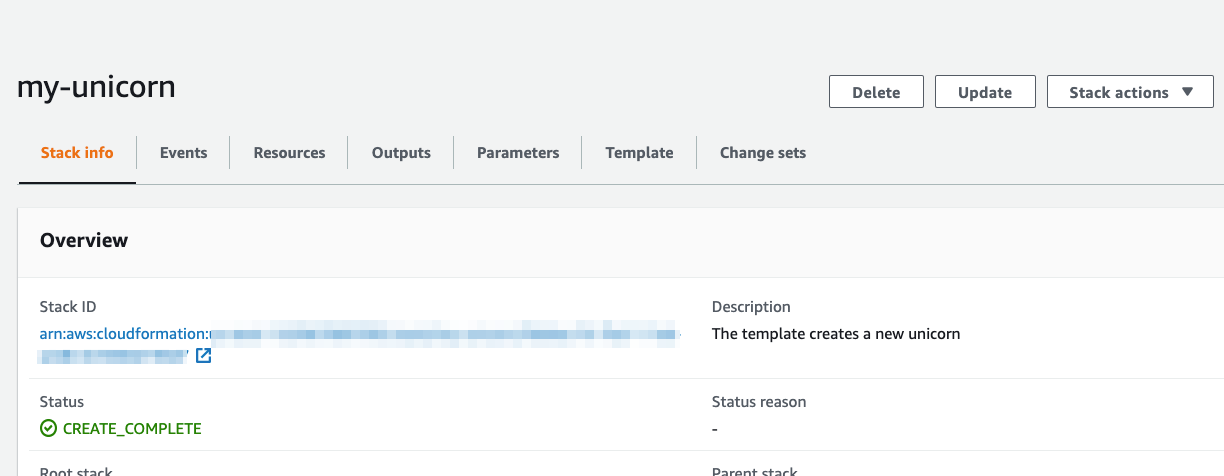 my-unicorn
Delete Update Stack actions
Stack info Events Resources Outputs Parameters Template Change sets
Overview
Stack ID Description
arn:aws:cloudformation: The template creates a new unicorn
Status Status reason
CREATE_COMPLETE -
Root stack Parent stack